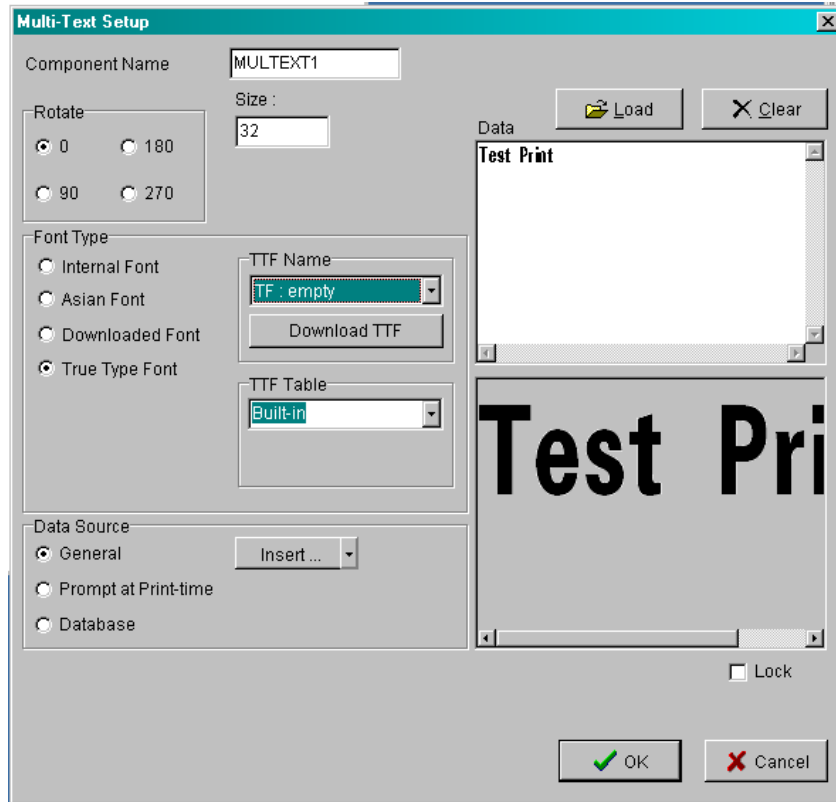 Multi-Text Setup
Component Name
MULTEXT1
Rotate
0
180
90
270
Size :
32
Load
Clear
Data
Test Print
Font Type
Internal Font
Asian Font
Downloaded Font
True Type Font
TTF Name
TF : empty
Download TTF
TTF Table
Built-in
Test Pri
Data Source
General
Insert ...
Prompt at Print-time
Database
Lock
OK
Cancel